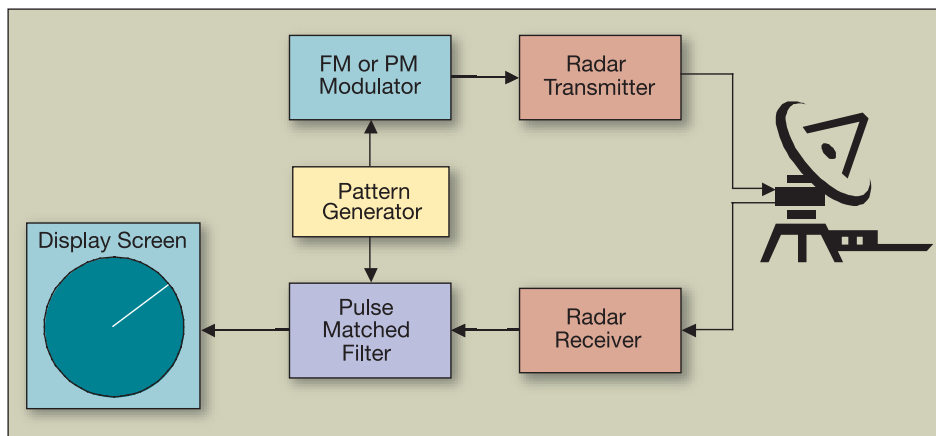 FM or PM
Modulator
Radar
Transmitter
Pattern
Generator
Display Screen
Pulse
Matched
Filter
Radar
Receiver